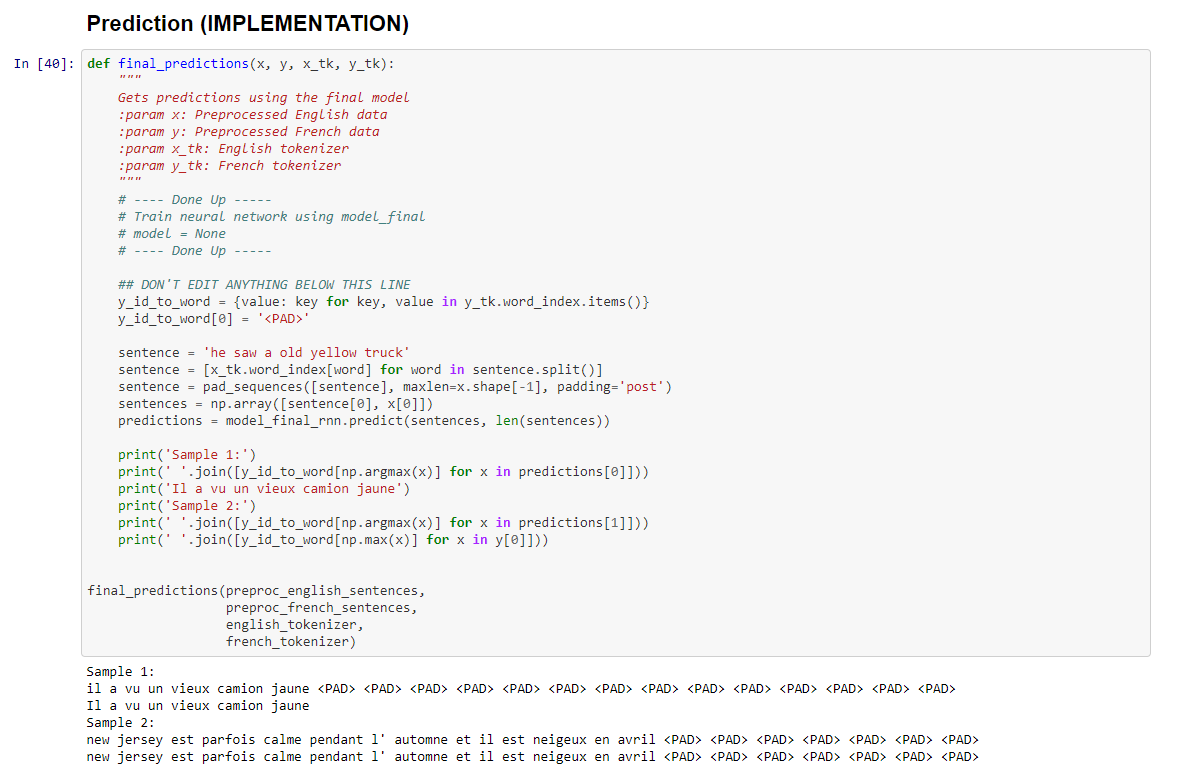 Prediction (IMPLEMENTATION)
In [40]: def final_predictions(x, y, x_tk, y_tk):
    """
    Gets predictions using the final model
    :param x: Preprocessed English data
    :param y: Preprocessed French data
    :param x_tk: English tokenizer
    :param y_tk: French tokenizer
    """
    # ---- Done Up -----
    # Train neural network using model_final
    # model = None
    # ---- Done Up -----
    ## DON'T EDIT ANYTHING BELOW THIS LINE
    y_id_to_word = {value: key for key, value in y_tk.word_index.items()}
    y_id_to_word[0] = '<PAD>'
    sentence = 'he saw a old yellow truck'
    sentence = [x_tk.word_index[word] for word in sentence.split()]
    sentence = pad_sequences([sentence], maxlen=x.shape[-1], padding='post')
    sentences = np.array([sentence[0], x[0]])
    predictions = model_final_rnn.predict(sentences, len(sentences))
    print('Sample 1:')
    print(' '.join([y_id_to_word[np.argmax(x)] for x in predictions[0]]))
    print('Il a vu un vieux camion jaune')
    print('Sample 2:')
    print(' '.join([y_id_to_word[np.argmax(x)] for x in predictions[1]]))
    print(' '.join([y_id_to_word[np.max(x)] for x in y[0]]))
final_predictions(preproc_english_sentences,
                  preproc_french_sentences,
                  english_tokenizer,
                  french_tokenizer)
Sample 1:
il a vu un vieux camion jaune <PAD> <PAD> <PAD> <PAD> <PAD> <PAD> <PAD> <PAD> <PAD> <PAD> <PAD> <PAD> <PAD> <PAD>
Il a vu un vieux camion jaune
Sample 2:
new jersey est parfois calme pendant l' automne et il est neigeux en avril <PAD> <PAD> <PAD> <PAD> <PAD> <PAD> <PAD>
new jersey est parfois calme pendant l' automne et il est neigeux en avril <PAD> <PAD> <PAD> <PAD> <PAD> <PAD> <PAD>